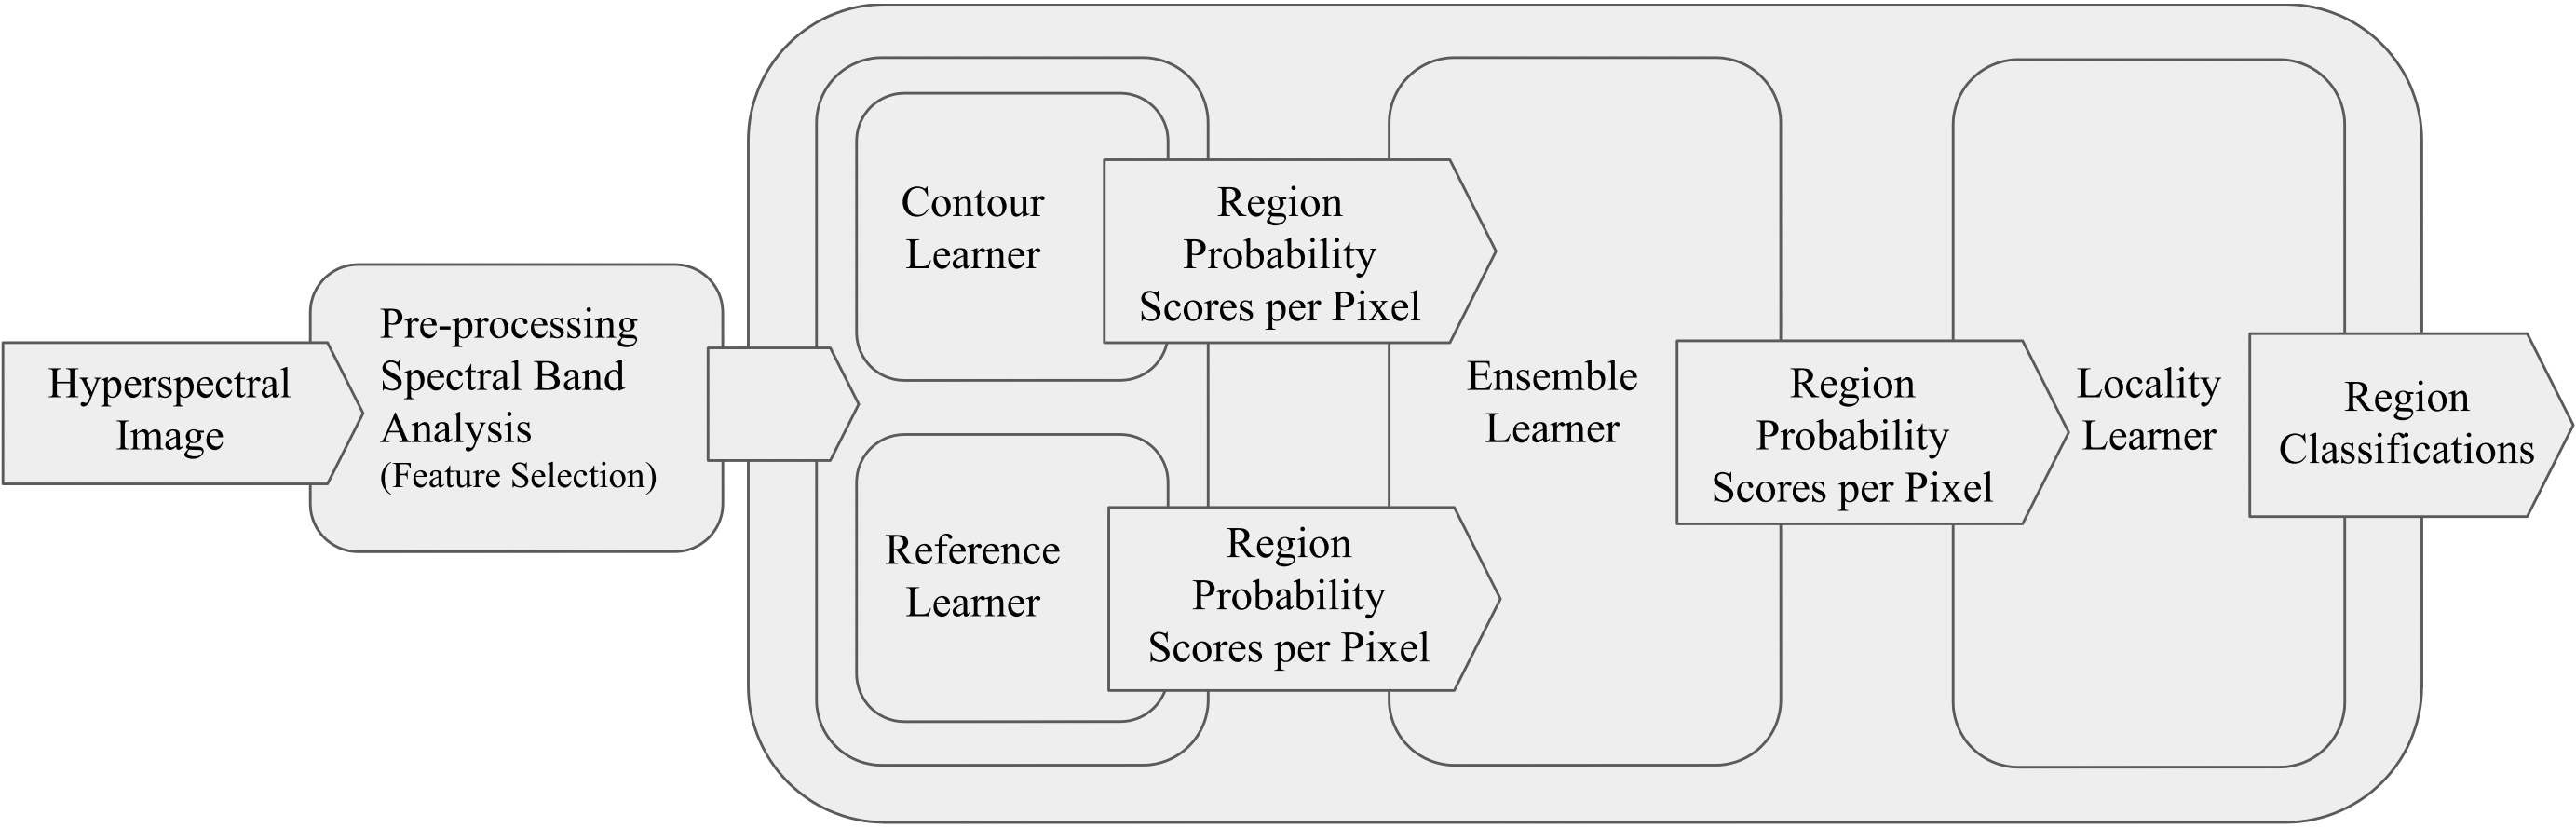 Hyperspectral
Image
Pre-processing
Spectral Band
Analysis
(Feature Selection)
Contour
Learner
Region
Probability
Scores per Pixel
Reference
Learner
Region
Probability
Scores per Pixel
Ensemble
Learner
Region
Probability
Scores per Pixel
Locality
Learner
Region
Classifications